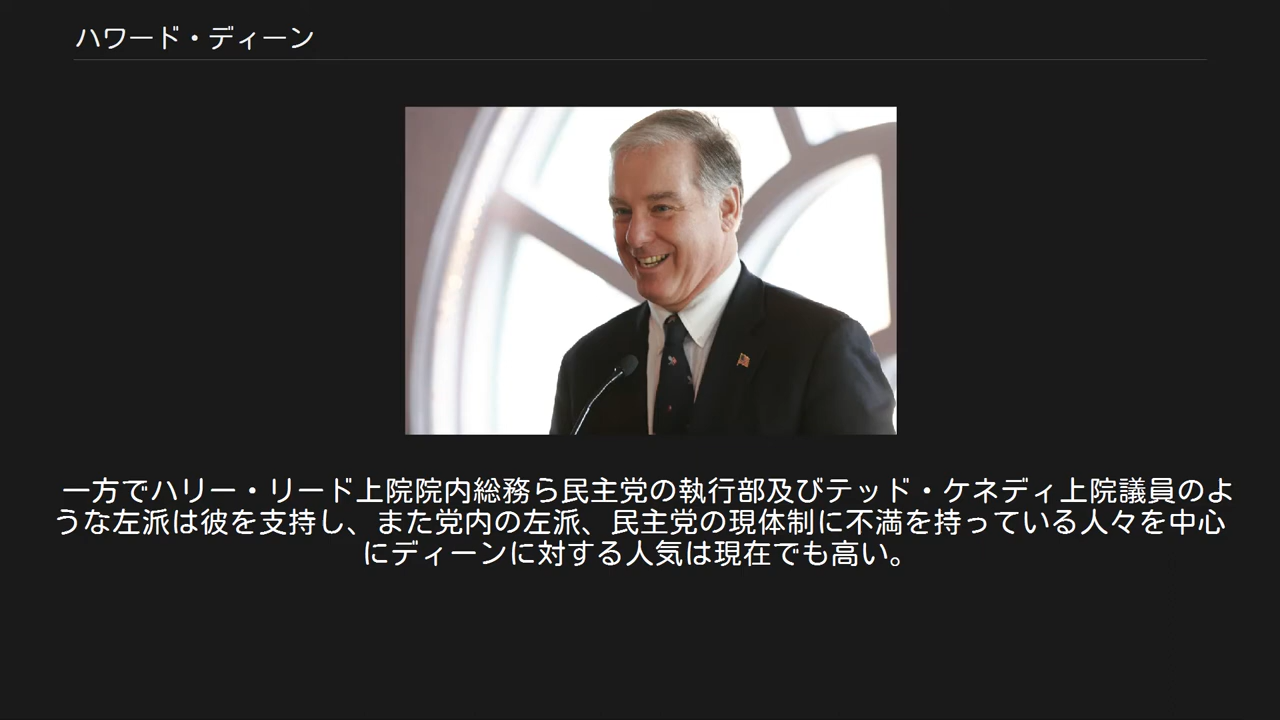 ハワード・ディーン
一方でハリー・リード上院院内総務ら民主党の執行部及びテッド・ケネディ上院議員のよ
うな左派は彼を支持し、また党内の左派、民主党の現体制に不満を持っている人々を中心
にディーンに対する人気は現在でも高い。